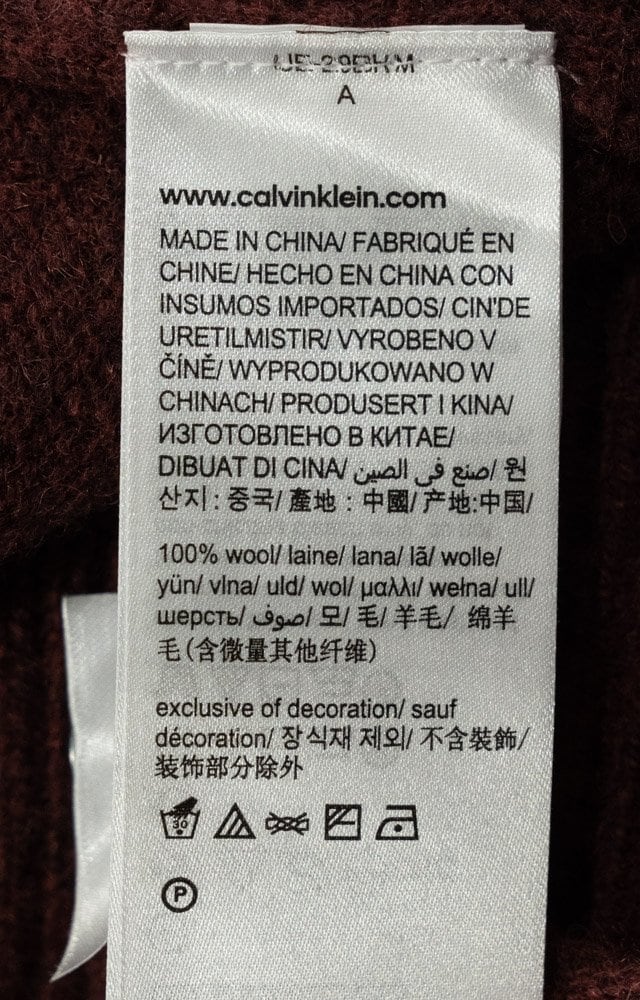 A
www.calvinklein.com
MADE IN CHINA/ FABRIQUÉ EN
CHINE/ HECHO EN CHINA CON
INSUMOS IMPORTADOS/ CIN'DE
URETILMISTIR/ VYROBENO V
ČÍNĚ/ WYPRODUKOWANO W
CHINACH/ PRODUSERT I KINA/
ИЗГОТОВЛЕНО В КИТАЕ/
DIBUAT DI CINA/ صنع في الصين/ 원
산지 : 중국/ 產地 : 中國/ 产地:中国/
100% wool/ laine/ lana/ lã/ wolle/
yün/ vlna/ uld/ wol/ μαλλι/ wełna/ ull/
шерсть/ صوف/ 모/ 毛/ 羊毛/ 绵羊
毛(含微量其他纤维)
exclusive of decoration/ sauf
décoration/ 장식재 제외/ 不含裝飾/
装饰部分除外
30
P